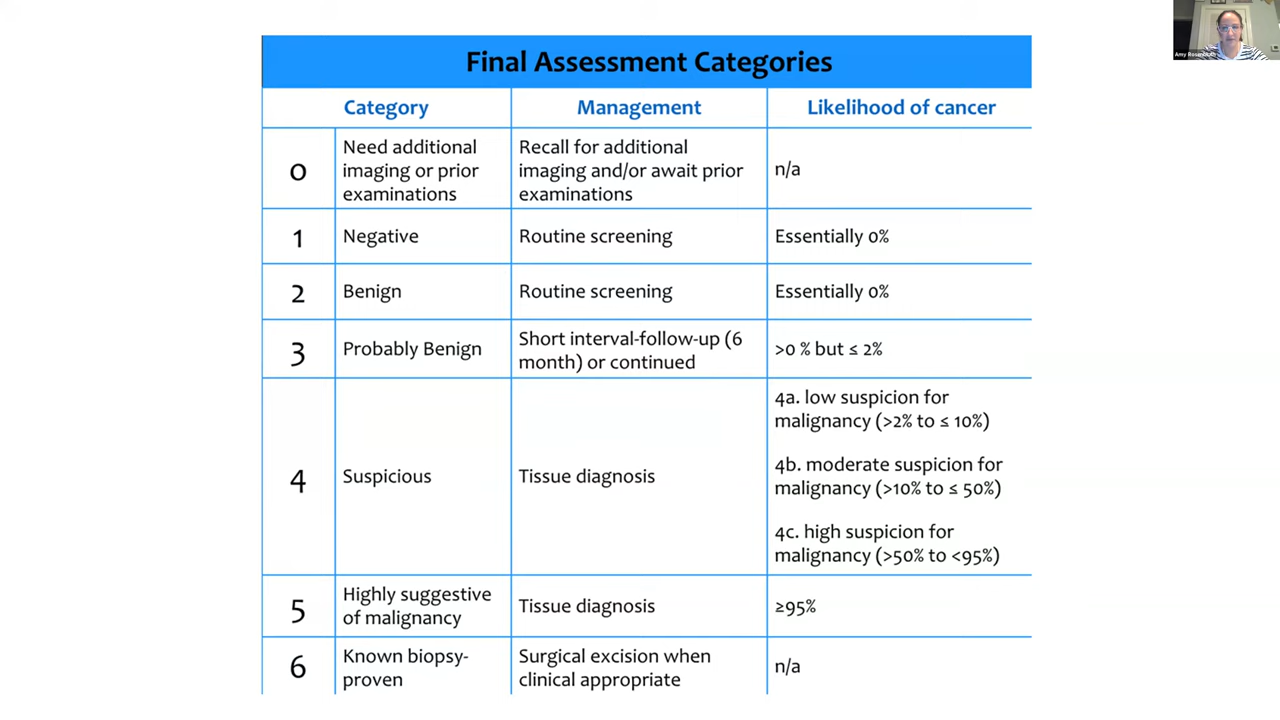 Final Assessment Categories
Category Management Likelihood of cancer
0
Need additional
imaging or prior
examinations
Recall for additional
imaging and/or await prior
examinations
n/a
1
Negative
Routine screening
Essentially 0%
2
Benign
Routine screening
Essentially 0%
3
Probably Benign
Short interval-follow-up (6
month) or continued
>0 % but ≤ 2%
4
Suspicious
Tissue diagnosis
4a. low suspicion for
malignancy (>2% to ≤ 10%)
4b. moderate suspicion for
malignancy (>10% to ≤ 50%)
4c. high suspicion for
malignancy (>50% to <95%)
5
Highly suggestive
of malignancy
Tissue diagnosis
≥95%
6
Known biopsy-
proven
Surgical excision when
clinical appropriate
n/a
Amy